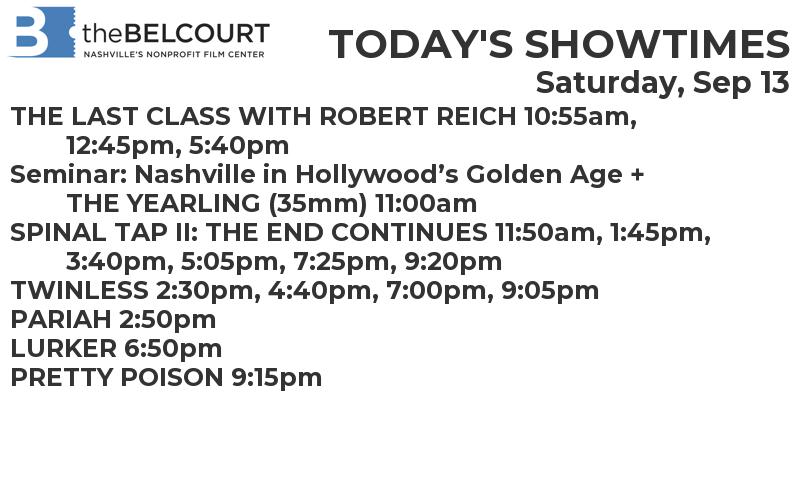 B theBELCOURT
NASHVILLE'S NONPROFIT FILM CENTER
TODAY'S SHOWTIMES
Saturday, Sep 13
THE LAST CLASS WITH ROBERT REICH 10:55am,
12:45pm, 5:40pm
Seminar: Nashville in Hollywood’s Golden Age +
THE YEARLING (35mm) 11:00am
SPINAL TAP II: THE END CONTINUES 11:50am, 1:45pm,
3:40pm, 5:05pm, 7:25pm, 9:20pm
TWINLESS 2:30pm, 4:40pm, 7:00pm, 9:05pm
PARIAH 2:50pm
LURKER 6:50pm
PRETTY POISON 9:15pm